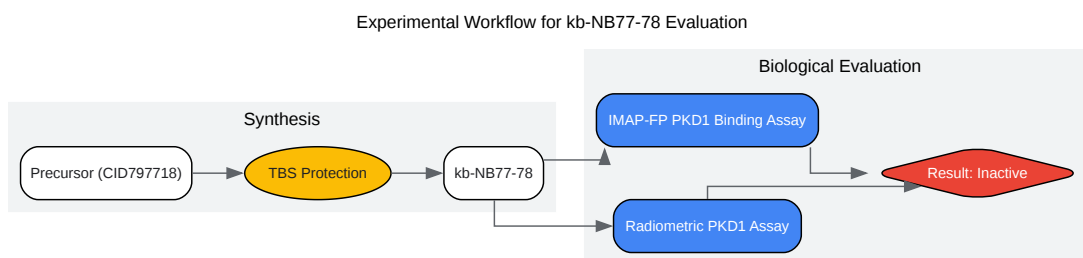 Experimental Workflow for kb-NB77-78 Evaluation
Synthesis
Precursor (CID797718)
TBS Protection
kb-NB77-78
Biological Evaluation
IMAP-FP PKD1 Binding Assay
Radiometric PKD1 Assay
Result: Inactive